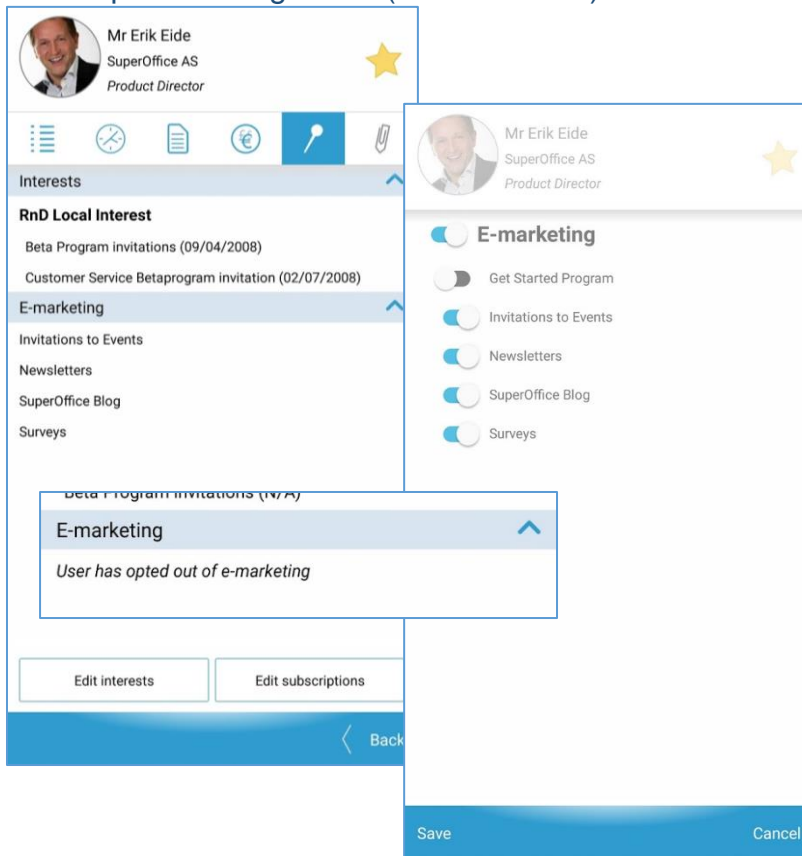 Mr Erik Eide
SuperOffice AS
Product Director
Interests
RnD Local Interest
Beta Program invitations (09/04/2008)
Customer Service Betaprogram invitation (02/07/2008)
E-marketing
Invitations to Events
Newsletters
SuperOffice Blog
Surveys
Beta Program invitations (N/A)
E-marketing
User has opted out of e-marketing
Edit interests
Edit subscriptions
Back
Mr Erik Eide
SuperOffice AS
Product Director
E-marketing
Get Started Program
Invitations to Events
Newsletters
SuperOffice Blog
Surveys
Save
Cancel